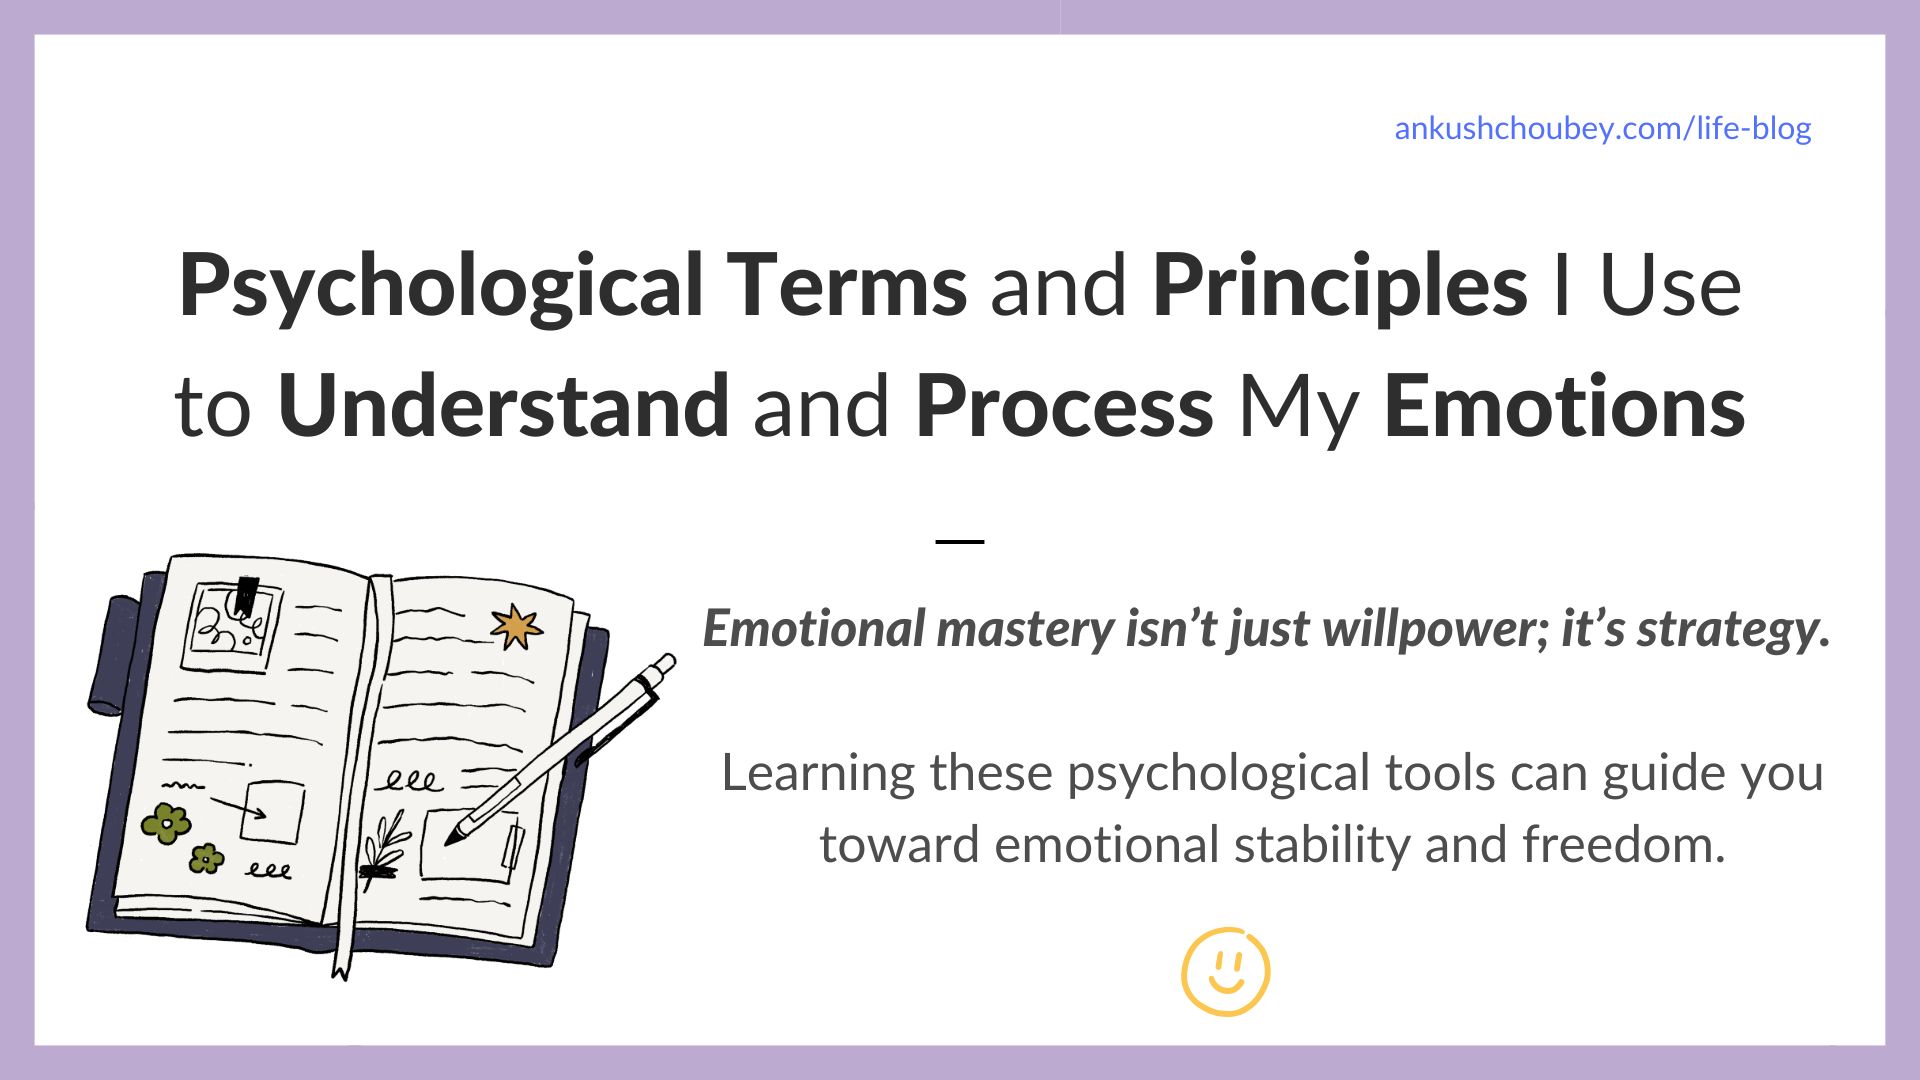 ankushchoubey.com/life-blog
Psychological Terms and Principles I Use
to Understand and Process My Emotions
Emotional mastery isn’t just willpower; it’s strategy.
Learning these psychological tools can guide you
toward emotional stability and freedom.